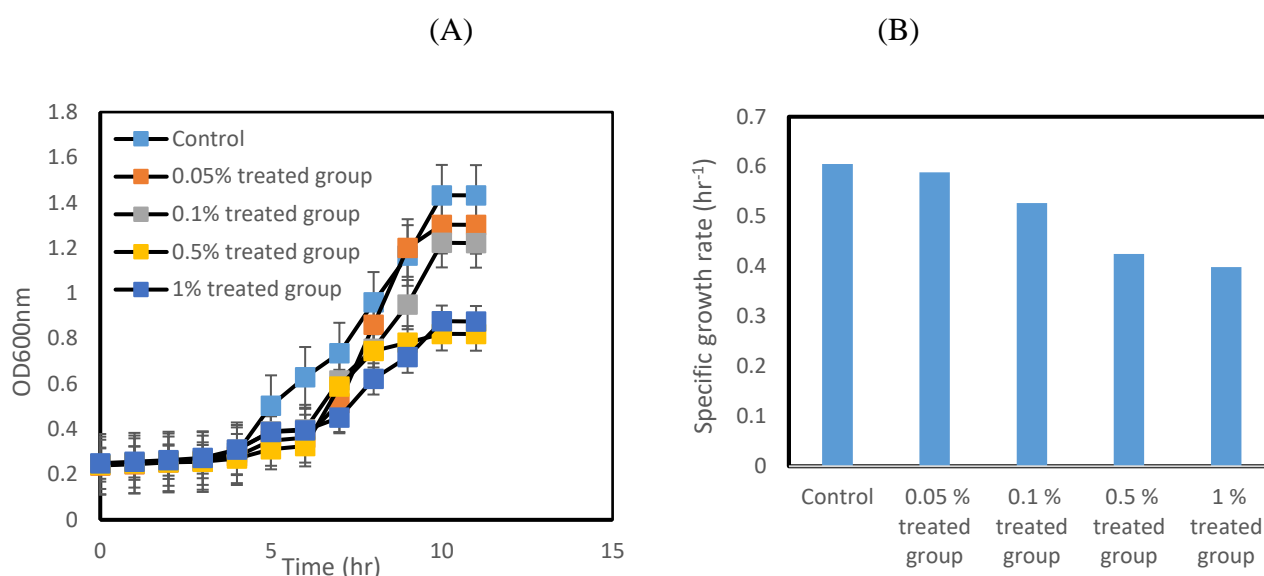 (A)
(B)
1.8
1.6
1.4
1.2
1
0.8
0.6
0.4
0.2
0
OD600nm
Control
0.05% treated group
0.1% treated group
0.5% treated group
1% treated group
0
5
10
15
Time (hr)
0.7
0.6
0.5
0.4
0.3
0.2
0.1
0
Specific growth rate (hr-1)
Control
0.05 %
treated
group
0.1 %
treated
group
0.5 %
treated
group
1 %
treated
group